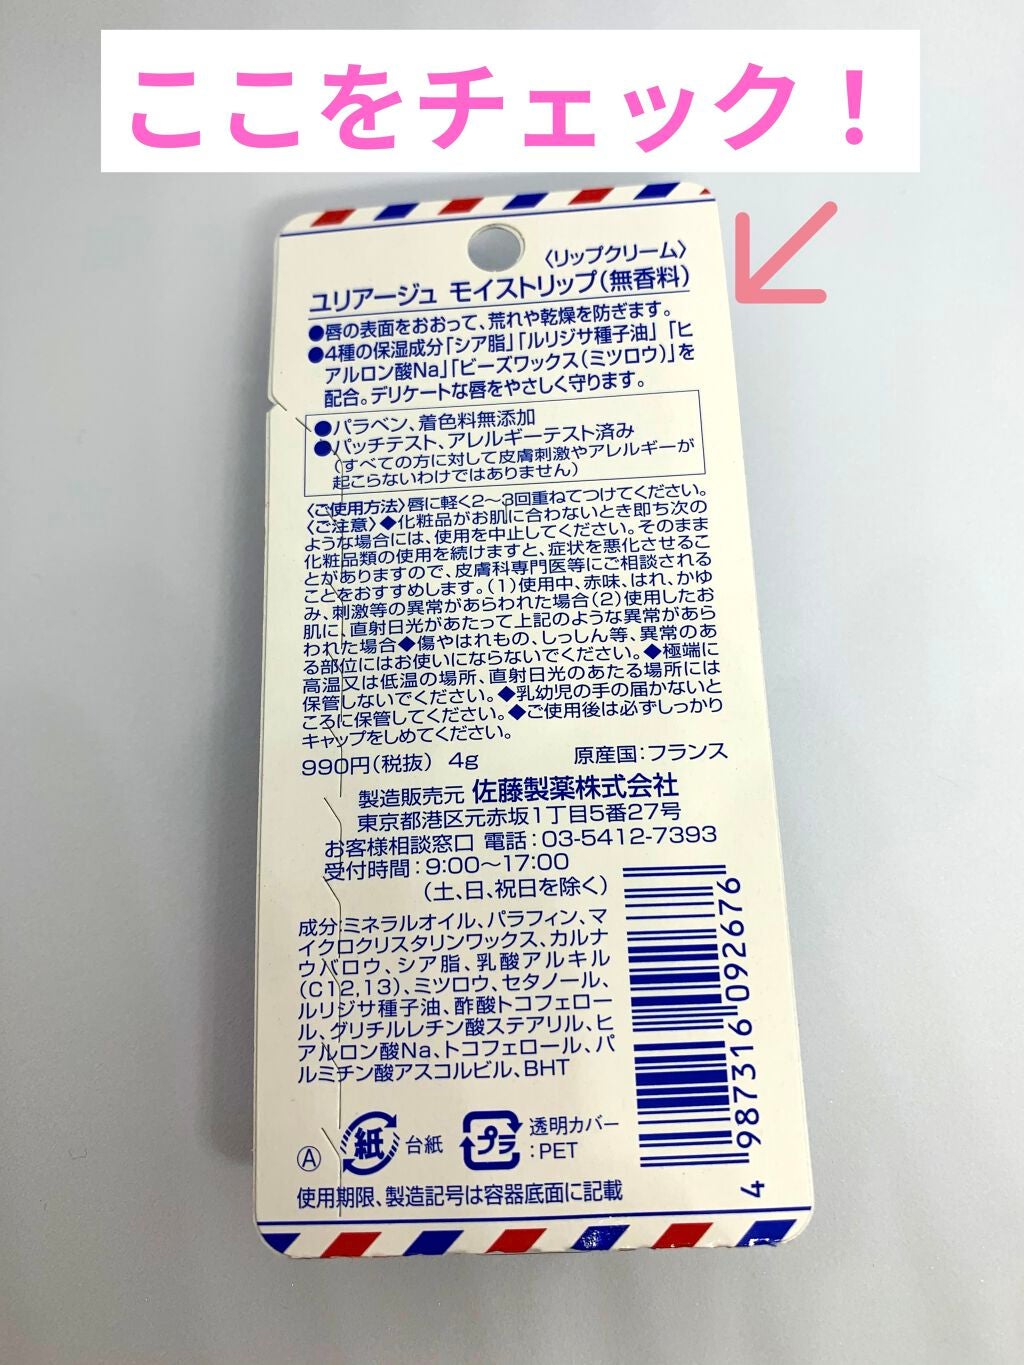 ここをチェック！
〈リップクリーム〉
ユリアージュ モイストリップ(無香料)
●唇の表面をおおって、荒れや乾燥を防ぎます。
●4種の保湿成分「シア脂」「ルリジサ種子油」「ヒ
アルロン酸Na」「ビーズワックス(ミツロウ)」を
配合。デリケートな唇をやさしく守ります。
●パラベン、着色料無添加
●パッチテスト、アレルギーテスト済み
(すべての方に対して皮膚刺激やアレルギーが
起こらないわけではありません)
〈ご使用方法〉唇に軽く2〜3回重ねてつけてください。
〈ご注意〉◆化粧品がお肌に合わないとき即ち次の
ような場合には、使用を中止してください。そのまま
化粧品類の使用を続けますと、症状を悪化させるこ
とがありますので、皮膚科専門医等にご相談される
ことをおすすめします。(1)使用中、赤味、はれ、かゆ
み、刺激等の異常があらわれた場合(2)使用したお
肌に、直射日光があたって上記のような異常があら
われた場合◆傷やはれもの、しっしん等、異常のあ
る部位にはお使いにならないでください。◆極端に
高温又は低温の場所、直射日光のあたる場所には
保管しないでください。◆乳幼児の手の届かないと
ころに保管してください。◆ご使用後は必ずしっかり
キャップをしめてください。
990円(税抜) 4g 原産国：フランス
製造販売元 佐藤製薬株式会社
東京都港区元赤坂1丁目5番27号
お客様相談窓口 電話：03-5412-7393
受付時間：9:00〜17:00
(土、日、祝日を除く)
成分：ミネラルオイル、パラフィン、マ
イクロクリスタリンワックス、カルナ
ウバロウ、シア脂、乳酸アルキル
(C12,13)、ミツロウ、セタノール、
ルリジサ種子油、酢酸トコフェロー
ル、グリチルレチン酸ステアリル、ヒ
アルロン酸Na、トコフェロール、パ
ルミチン酸アスコルビル、BHT
4 987316 092676
Ⓐ 紙 台紙 プラ 透明カバー
：PET
使用期限、製造記号は容器底面に記載